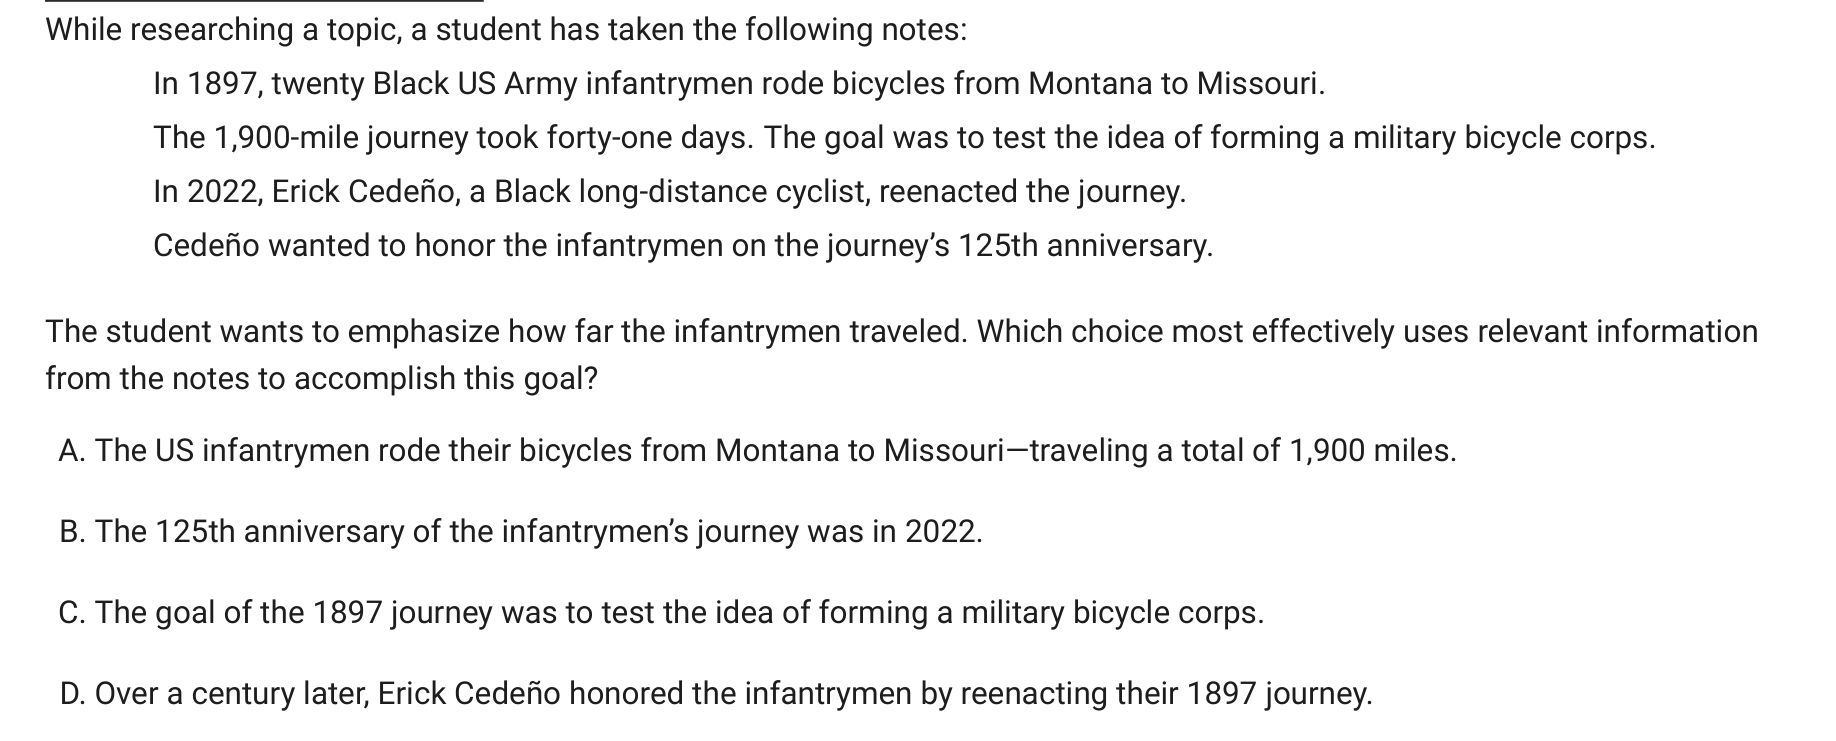 While researching a topic, a student has taken the following notes:
In 1897, twenty Black US Army infantrymen rode bicycles from Montana to Missouri.
The 1,900-mile journey took forty-one days. The goal was to test the idea of forming a military bicycle corps.
In 2022, Erick Cedeño, a Black long-distance cyclist, reenacted the journey.
Cedeño wanted to honor the infantrymen on the journey’s 125th anniversary.
The student wants to emphasize how far the infantrymen traveled. Which choice most effectively uses relevant information
from the notes to accomplish this goal?
A. The US infantrymen rode their bicycles from Montana to Missouri—traveling a total of 1,900 miles.
B. The 125th anniversary of the infantrymen’s journey was in 2022.
C. The goal of the 1897 journey was to test the idea of forming a military bicycle corps.
D. Over a century later, Erick Cedeño honored the infantrymen by reenacting their 1897 journey.